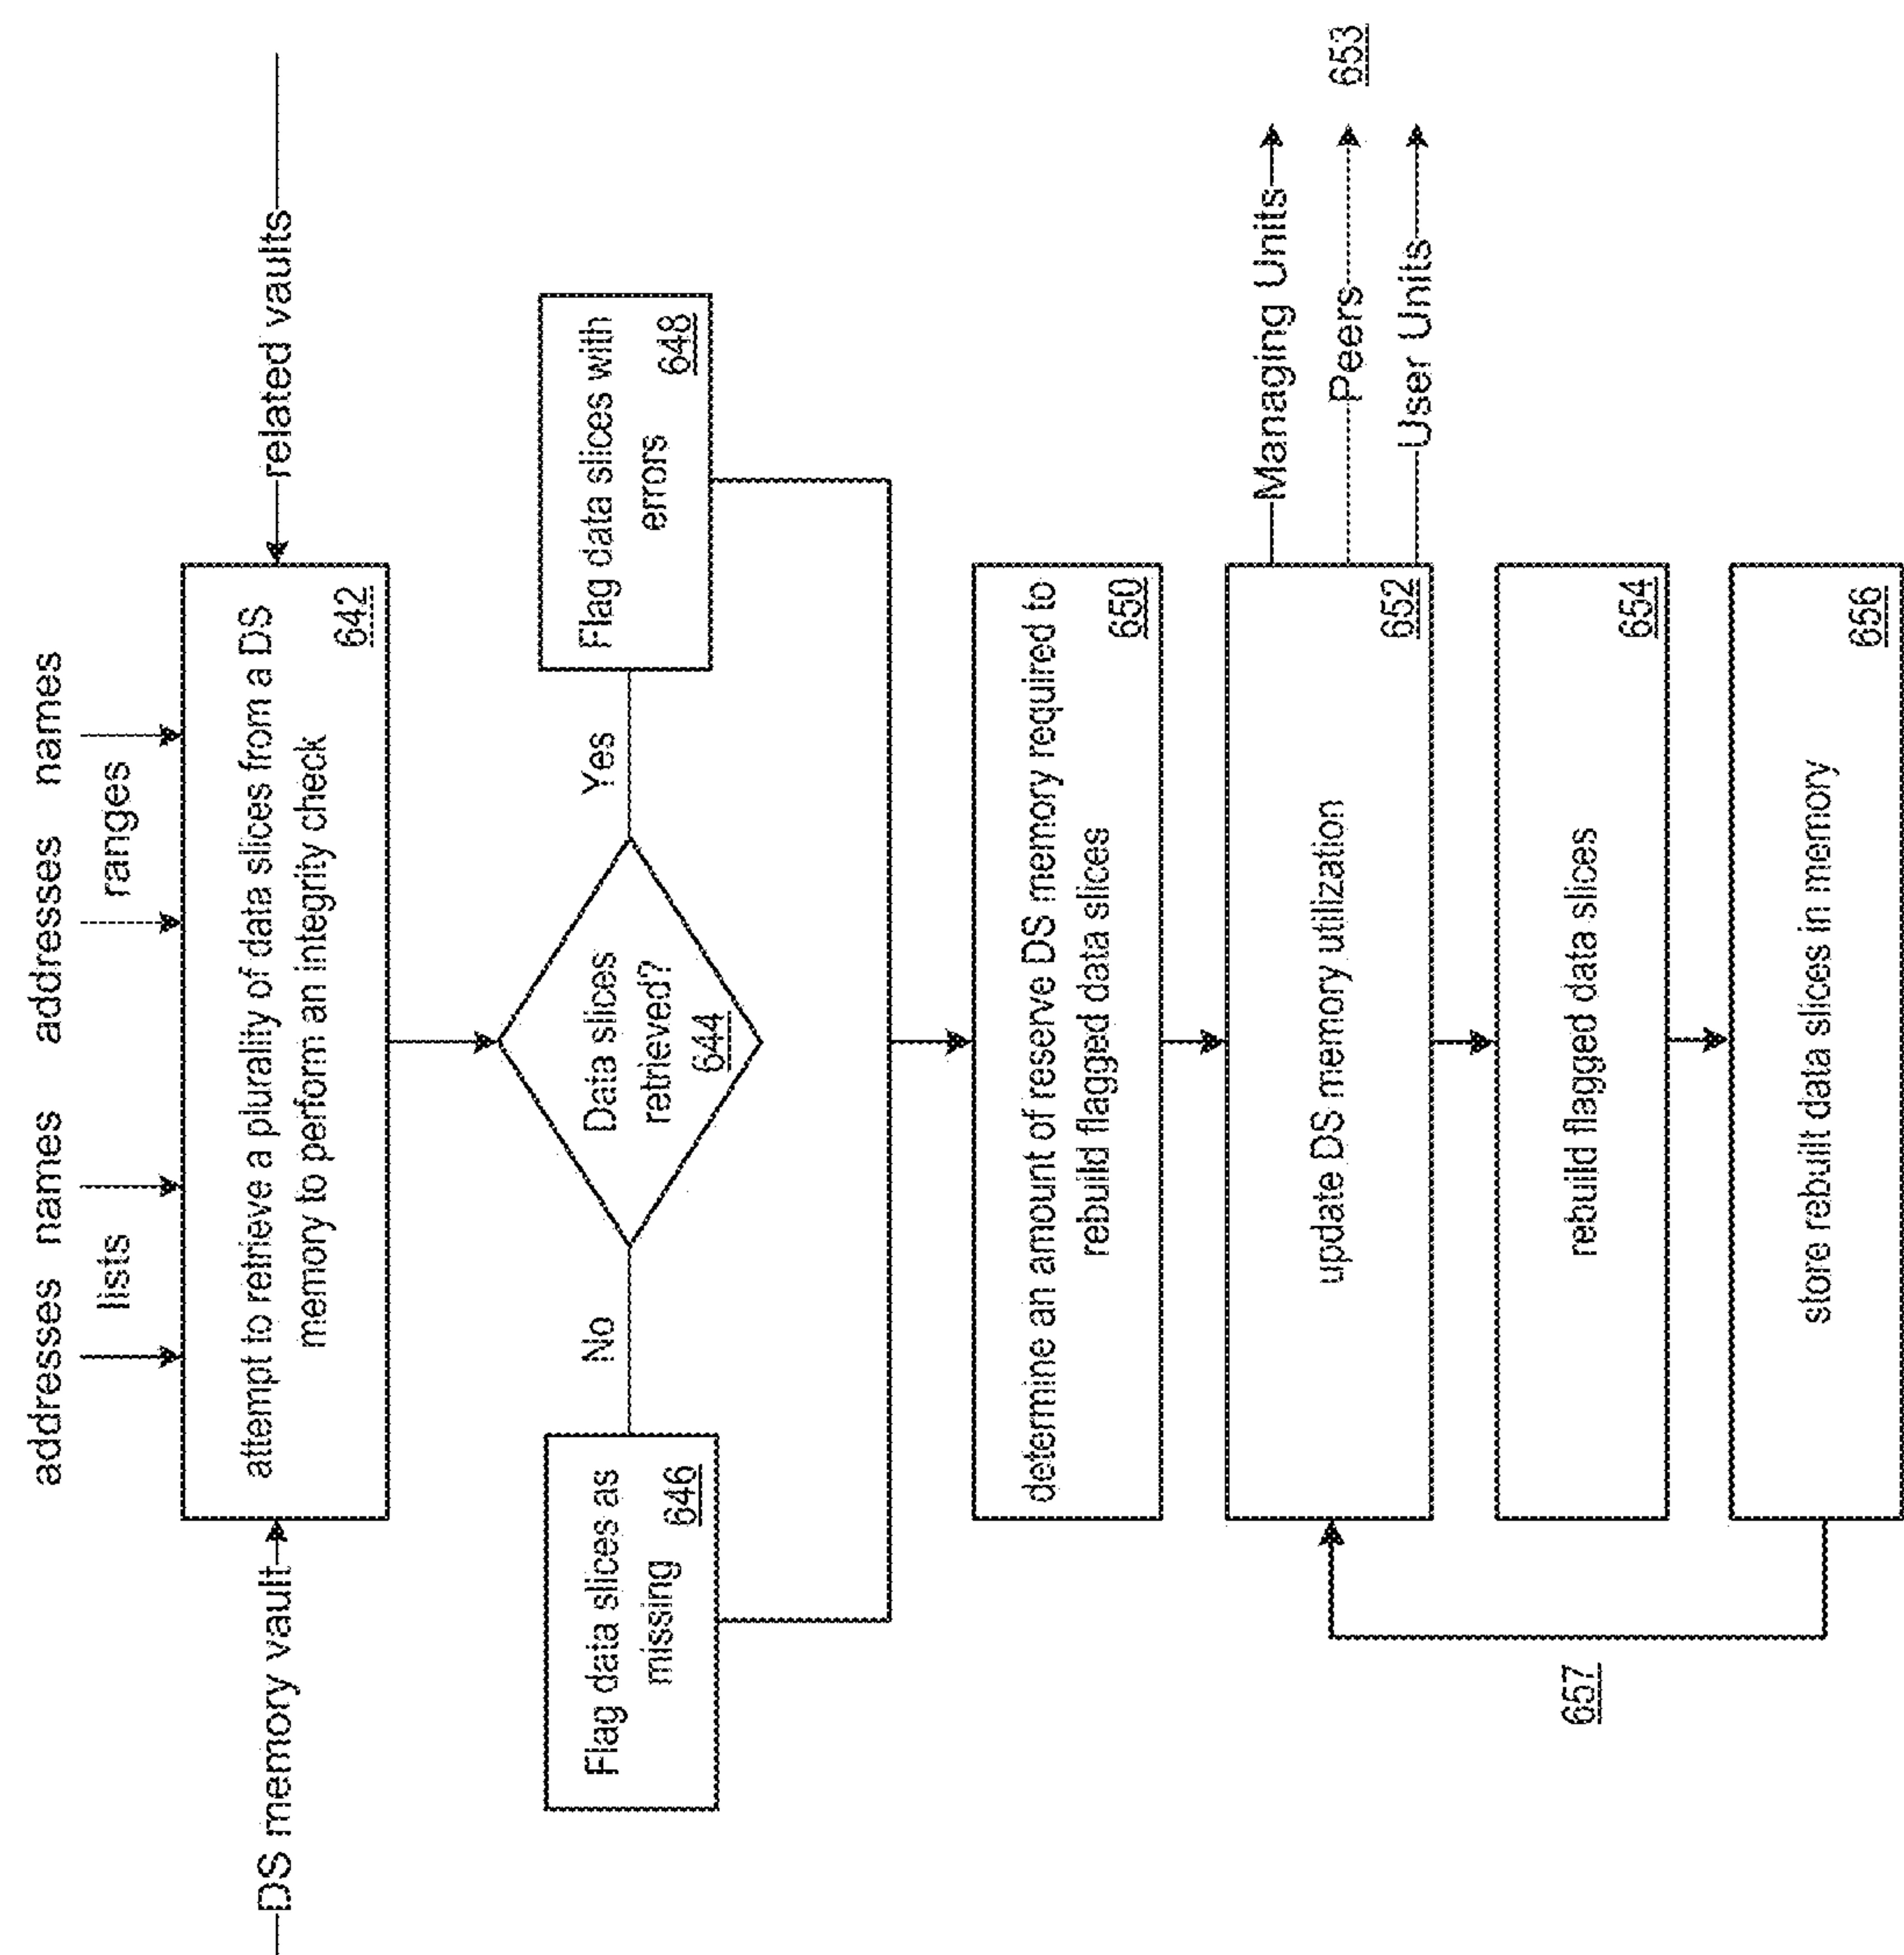 addresses names addresses names
lists ranges
DS memory vault
attempt to retrieve a plurality of data slices from a DS
memory to perform an integrity check
642
related vaults
Data slices
retrieved?
644
No
Yes
Flag data slices as
missing
646
Flag data slices with
errors
648
determine an amount of reserve DS memory required to
rebuild flagged data slices
650
update DS memory utilization
652
Managing Units
Peers
653
User Units
rebuild flagged data slices
654
657
store rebuilt data slices in memory
656